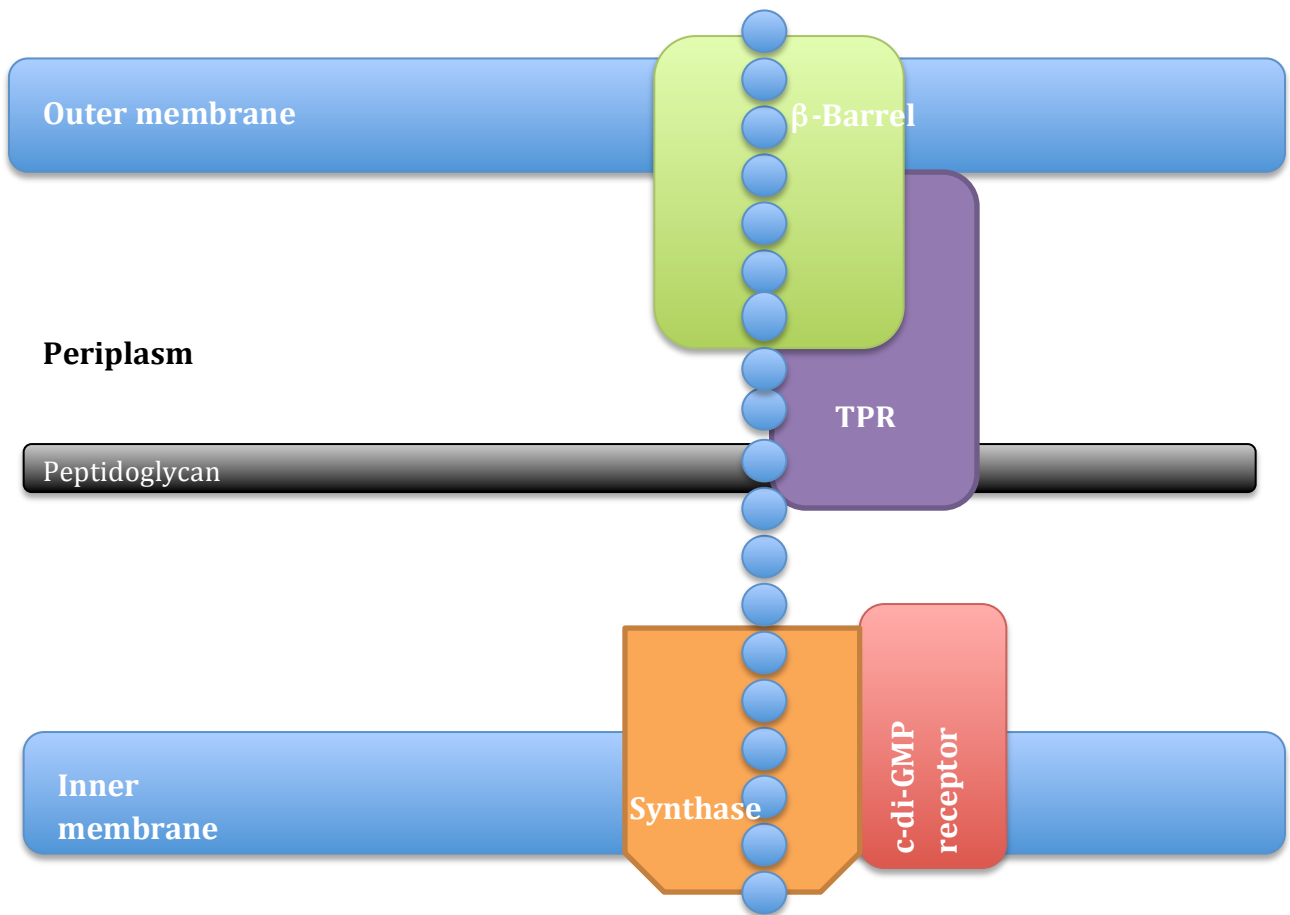 Outer membrane
β-Barrel
Periplasm
TPR
Peptidoglycan
Inner
membrane
Synthase
c-di-GMP
receptor